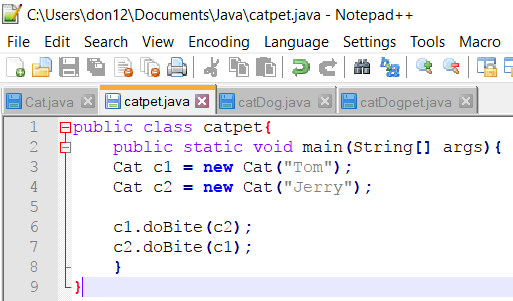 C:\Users\don12\Documents\Java\catpet.java - Notepad++
File Edit Search View Encoding Language Settings Tools Macro
Cat.java catpet.java catDog.java catDogpet.java
1 public class catpet{
2 public static void main(String[] args){
3 Cat c1 = new Cat("Tom");
4 Cat c2 = new Cat("Jerry");
5
6 c1.doBite(c2);
7 c2.doBite(c1);
8 }
9 }